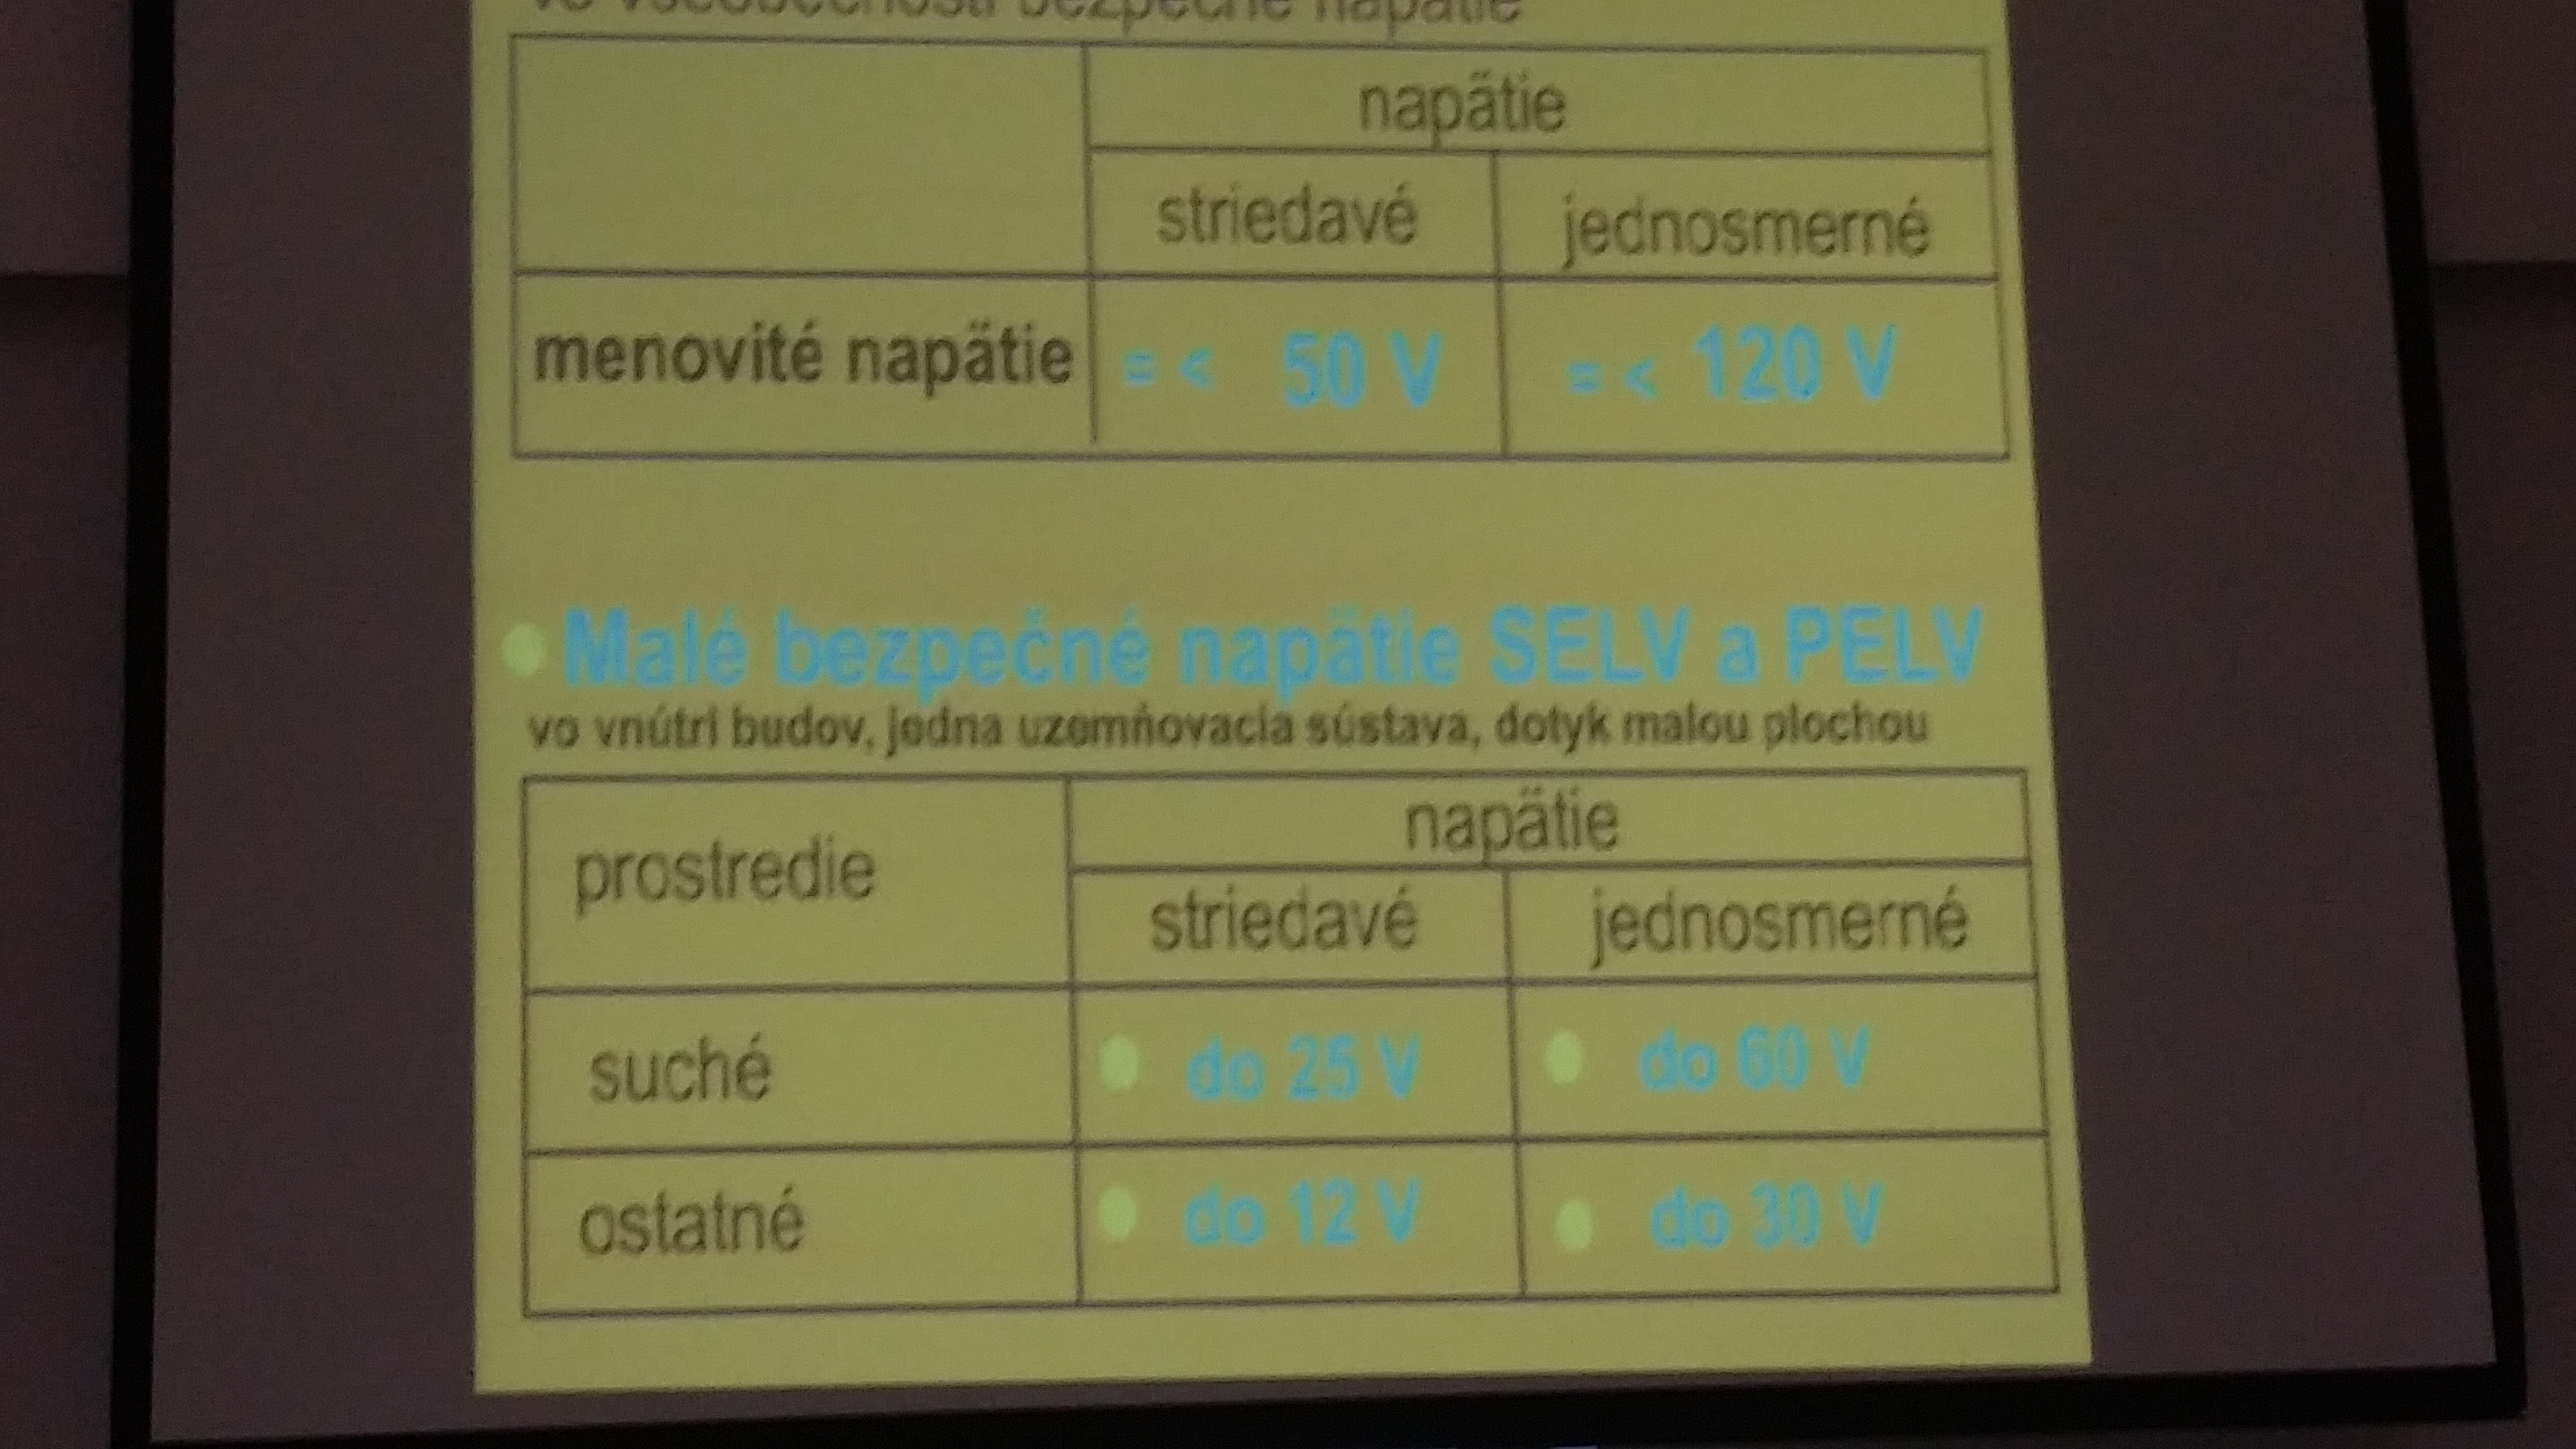 vo všeobecnosti bezpečné napätie
napätie
striedavé jednosmerné
menovité napätie = < 50 V = < 120 V
Malé bezpečné napätie SELV a PELV
vo vnútri budov, jedna uzemňovacia sústava, dotyk malou plochou
napätie
prostredie
striedavé jednosmerné
suché do 25 V do 60 V
ostatné do 12 V do 30 V